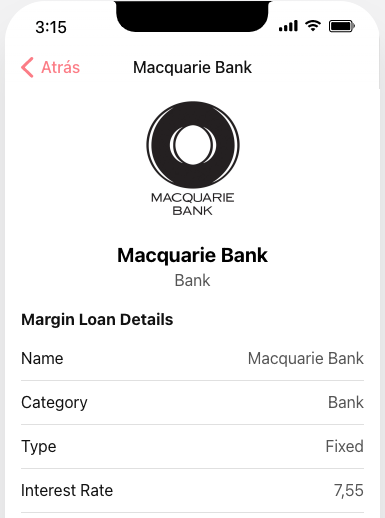 3:15
Atrás
Macquarie Bank
MACQUARIE
BANK
Macquarie Bank
Bank
Margin Loan Details
Name Macquarie Bank
Category Bank
Type Fixed
Interest Rate 7,55